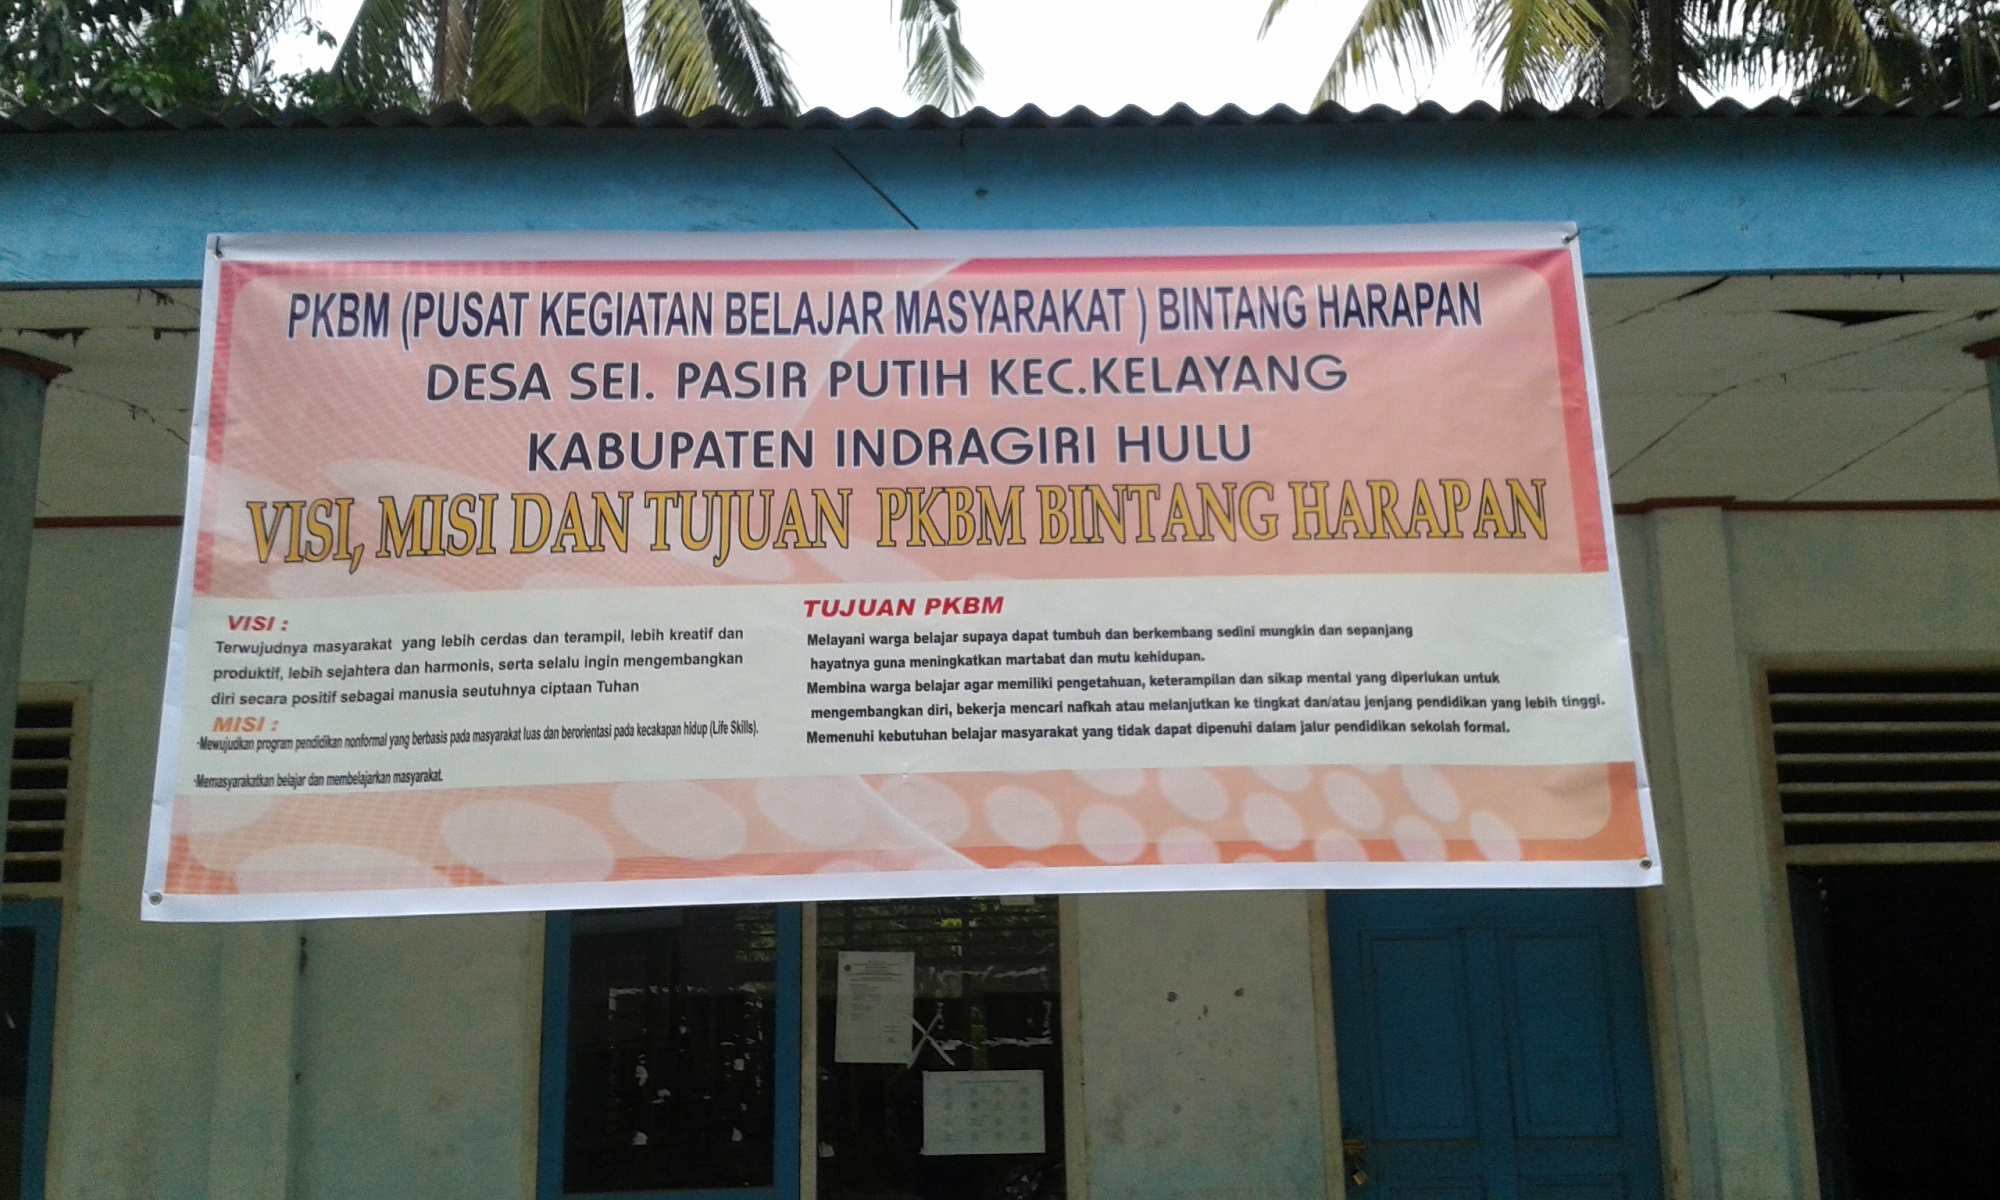 PKBM (PUSAT KEGIATAN BELAJAR MASYARAKAT ) BINTANG HARAPAN
DESA SEI. PASIR PUTIH KEC.KELAYANG
KABUPATEN INDRAGIRI HULU
VISI, MISI DAN TUJUAN PKBM BINTANG HARAPAN
VISI :
Terwujudnya masyarakat yang lebih cerdas dan terampil, lebih kreatif dan
produktif, lebih sejahtera dan harmonis, serta selalu ingin mengembangkan
diri secara positif sebagai manusia seutuhnya ciptaan Tuhan
MISI :
-Mewujudkan program pendidikan nonformal yang berbasis pada masyarakat luas dan berorientasi pada kecakapan hidup (Life Skills).
-Memasyarakatkan belajar dan membelajarkan masyarakat.
TUJUAN PKBM
Melayani warga belajar supaya dapat tumbuh dan berkembang sedini mungkin dan sepanjang
hayatnya guna meningkatkan martabat dan mutu kehidupan.
Membina warga belajar agar memiliki pengetahuan, keterampilan dan sikap mental yang diperlukan untuk
mengembangkan diri, bekerja mencari nafkah atau melanjutkan ke tingkat dan/atau jenjang pendidikan yang lebih tinggi.
Memenuhi kebutuhan belajar masyarakat yang tidak dapat dipenuhi dalam jalur pendidikan sekolah formal.